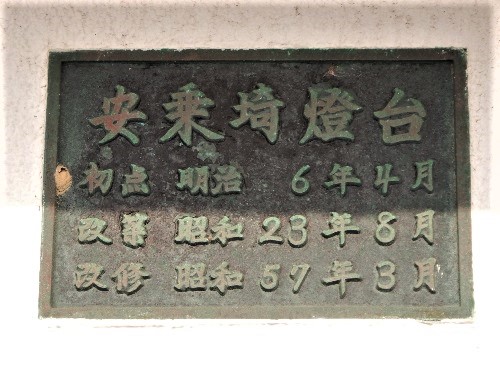 安乗埼燈台
初点 明治 6年4月
改築 昭和23年8月
改修 昭和57年3月